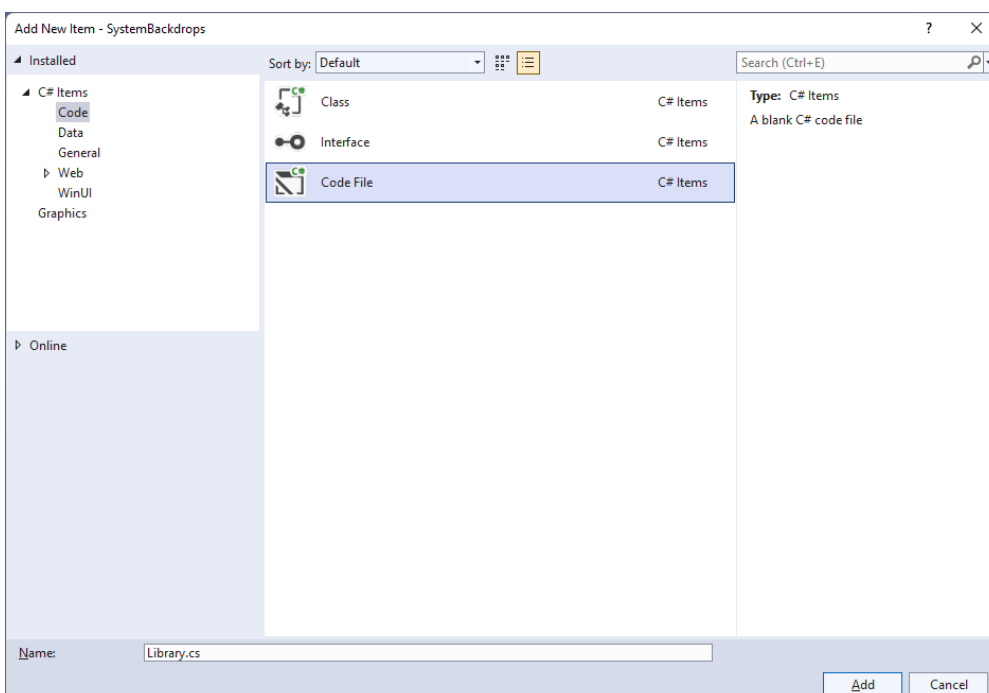 Add New Item - SystemBackdrops ?
Installed
C# Items
Code
Data
General
Web
WinUI
Graphics
Online
Sort by: Default
Class C# Items
Interface C# Items
Code File C# Items
Search (Ctrl+E)
Type: C# Items
A blank C# code file
Name: Library.cs
Add Cancel